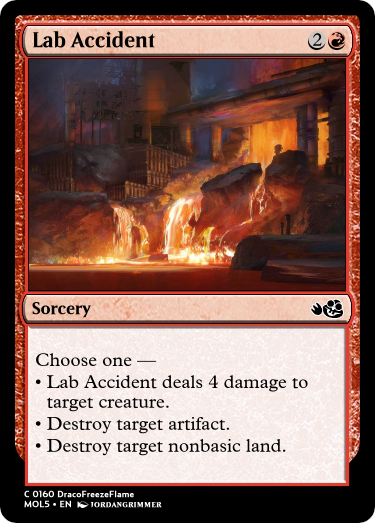 Lab Accident 2
Sorcery
Choose one —
• Lab Accident deals 4 damage to
target creature.
• Destroy target artifact.
• Destroy target nonbasic land.
C 0160 DracoFreezeFlame
MOL5 • EN JORDANGRIMMER